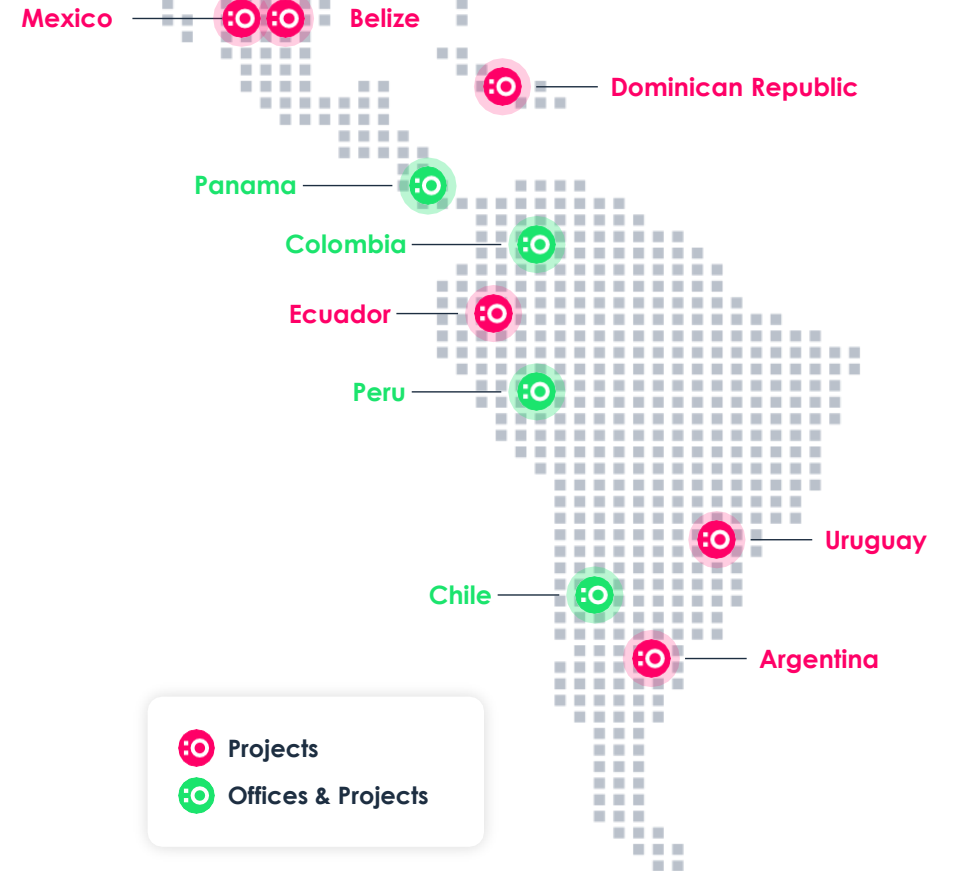 Mexico
Belize
Dominican Republic
Panama
Colombia
Ecuador
Peru
Uruguay
Chile
Argentina
Projects
Offices & Projects